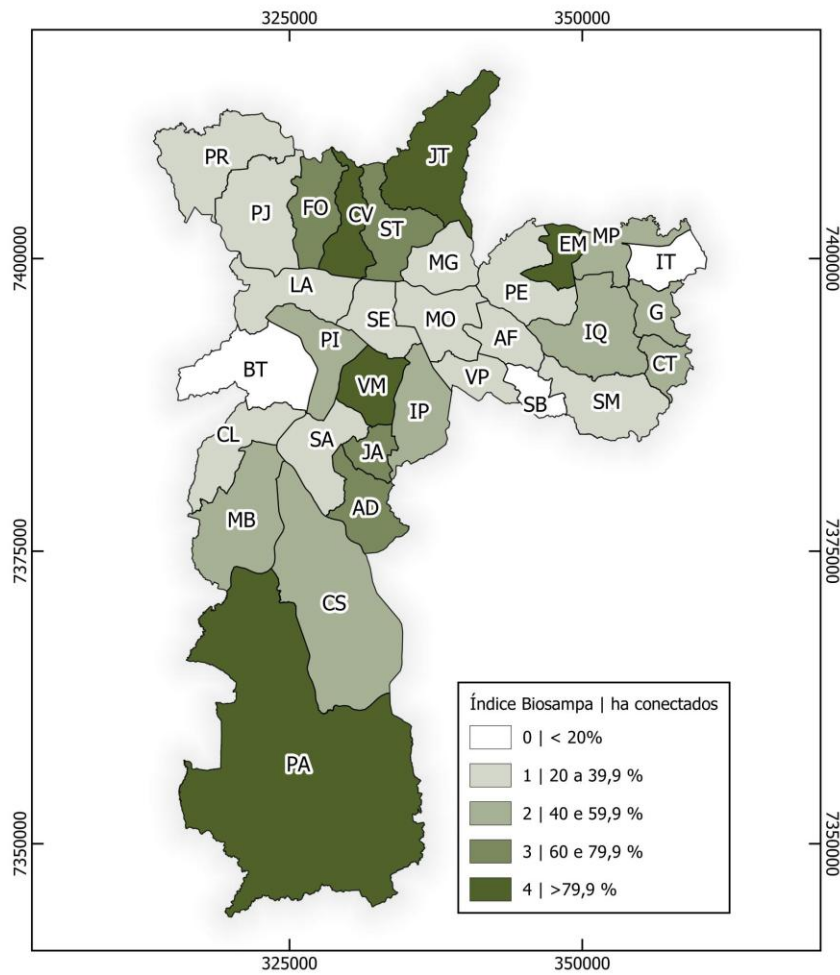 325000
350000
PR
JT
PJ
FO
CV
ST
7400000
7400000
EM
MP
MG
IT
LA
PE
SE
MO
G
PI
AF
IQ
BT
CT
VM
VP
SB
SM
IP
CL
SA
JA
AD
MB
7375000
7375000
CS
Índice Biosampa | ha conectados
0 | < 20%
PA
1 | 20 a 39,9 %
2 | 40 e 59,9 %
7350000
7350000
3 | 60 e 79,9 %
4 | >79,9 %
325000
350000